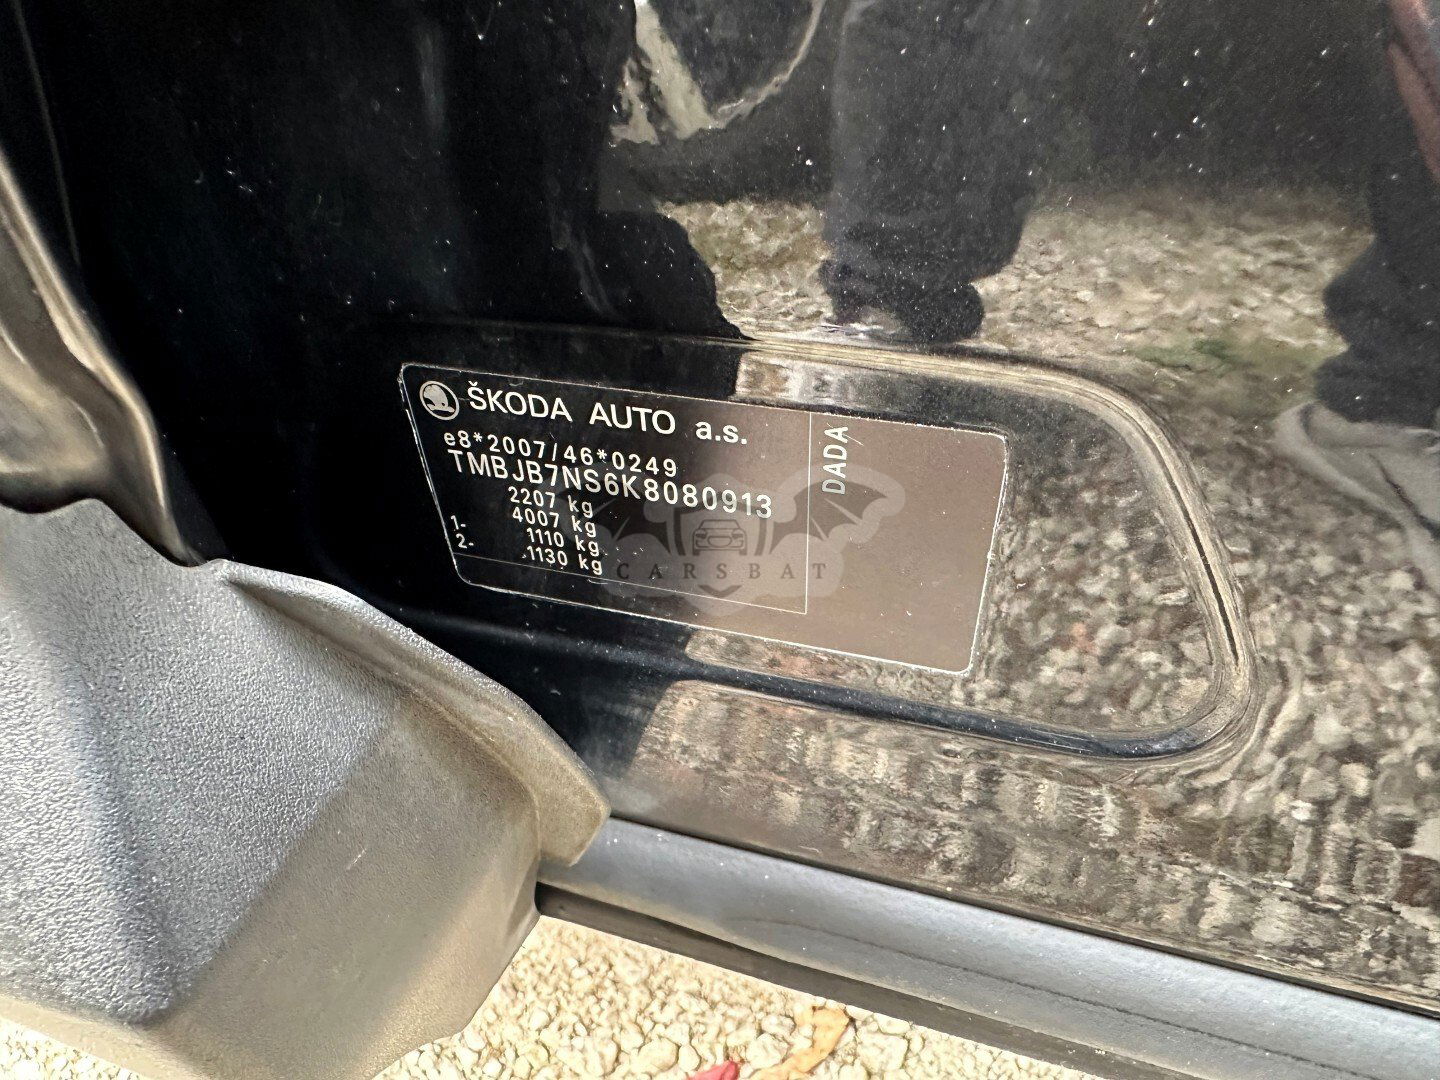 ŠKODA AUTO a.s.
e8*2007/46*0249
TMBJB7NS6K8080913
2207 kg
4007 kg
1- 1110 kg
2- 1130 kg
DADA
CARSBAT